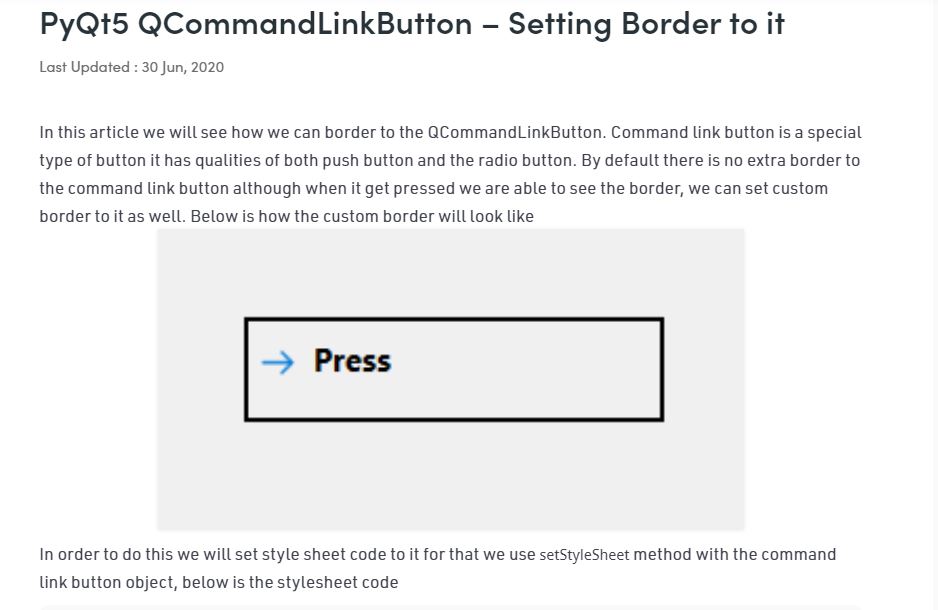 PyQt5 QCommandLinkButton – Setting Border to it
Last Updated : 30 Jun, 2020
In this article we will see how we can border to the QCommandLinkButton. Command link button is a special
type of button it has qualities of both push button and the radio button. By default there is no extra border to
the command link button although when it get pressed we are able to see the border, we can set custom
border to it as well. Below is how the custom border will look like
Press
In order to do this we will set style sheet code to it for that we use setStyleSheet method with the command
link button object, below is the stylesheet code